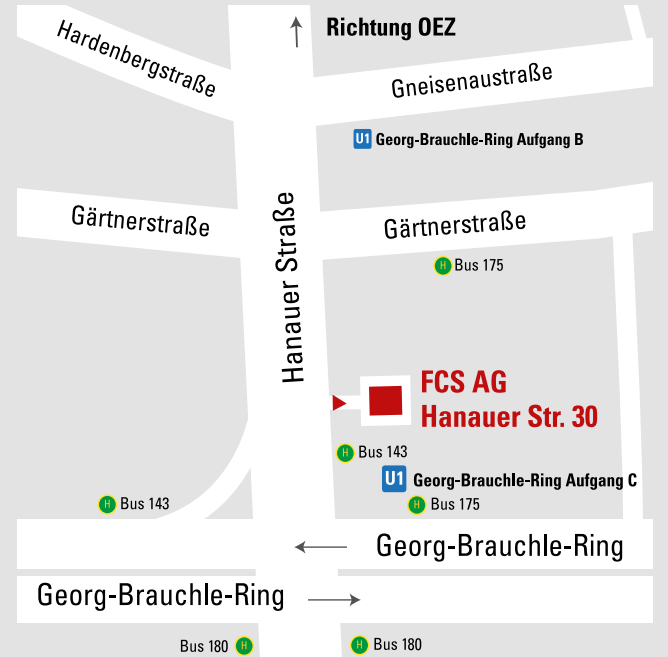 Richtung OEZ
Hardenbergstraße
Gneisenaustraße
U1 Georg-Brauchle-Ring Aufgang B
Gärtnerstraße
Hanauer Straße
Gärtnerstraße
H Bus 175
FCS AG
Hanauer Str. 30
H Bus 143
U1 Georg-Brauchle-Ring Aufgang C
H Bus 143
H Bus 175
Georg-Brauchle-Ring
Georg-Brauchle-Ring
Bus 180 H
H Bus 180